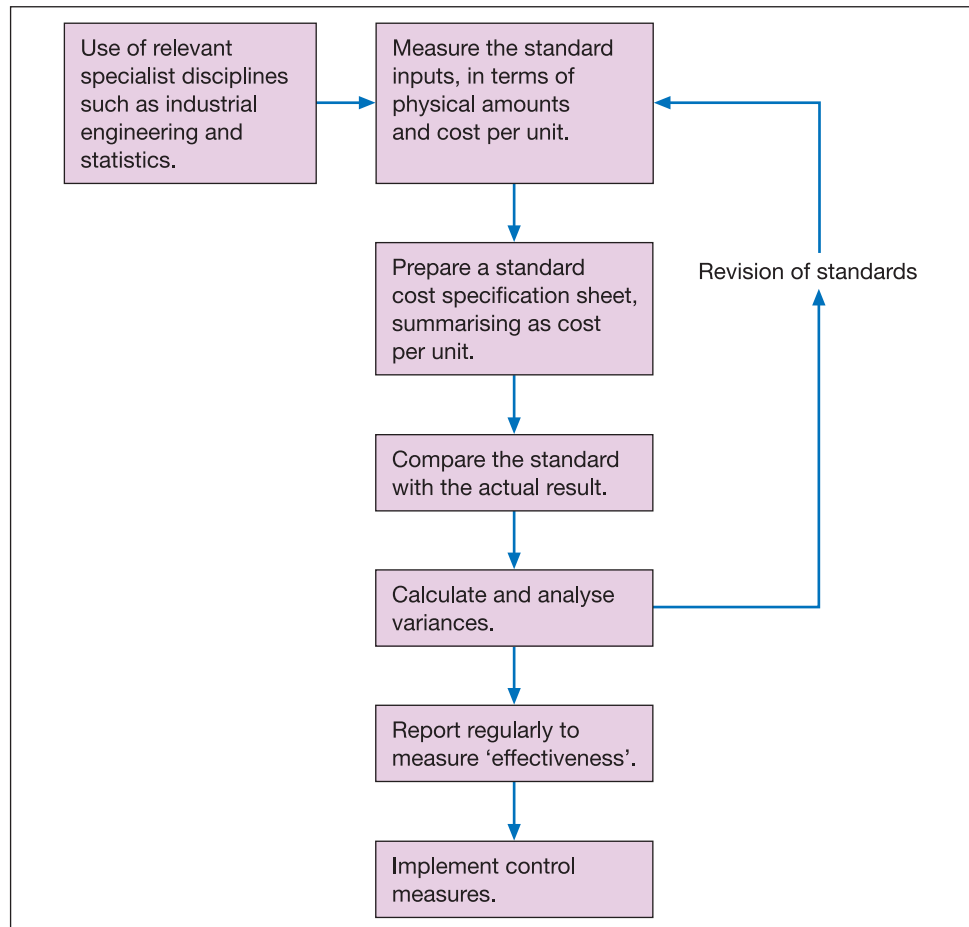 Use of relevant
specialist disciplines
such as industrial
engineering and
statistics.
Measure the standard
inputs, in terms of
physical amounts
and cost per unit.
Prepare a standard
cost specification sheet,
summarising as cost
per unit.
Revision of standards
Compare the standard
with the actual result.
Calculate and analyse
variances.
Report regularly to
measure ‘effectiveness’.
Implement control
measures.